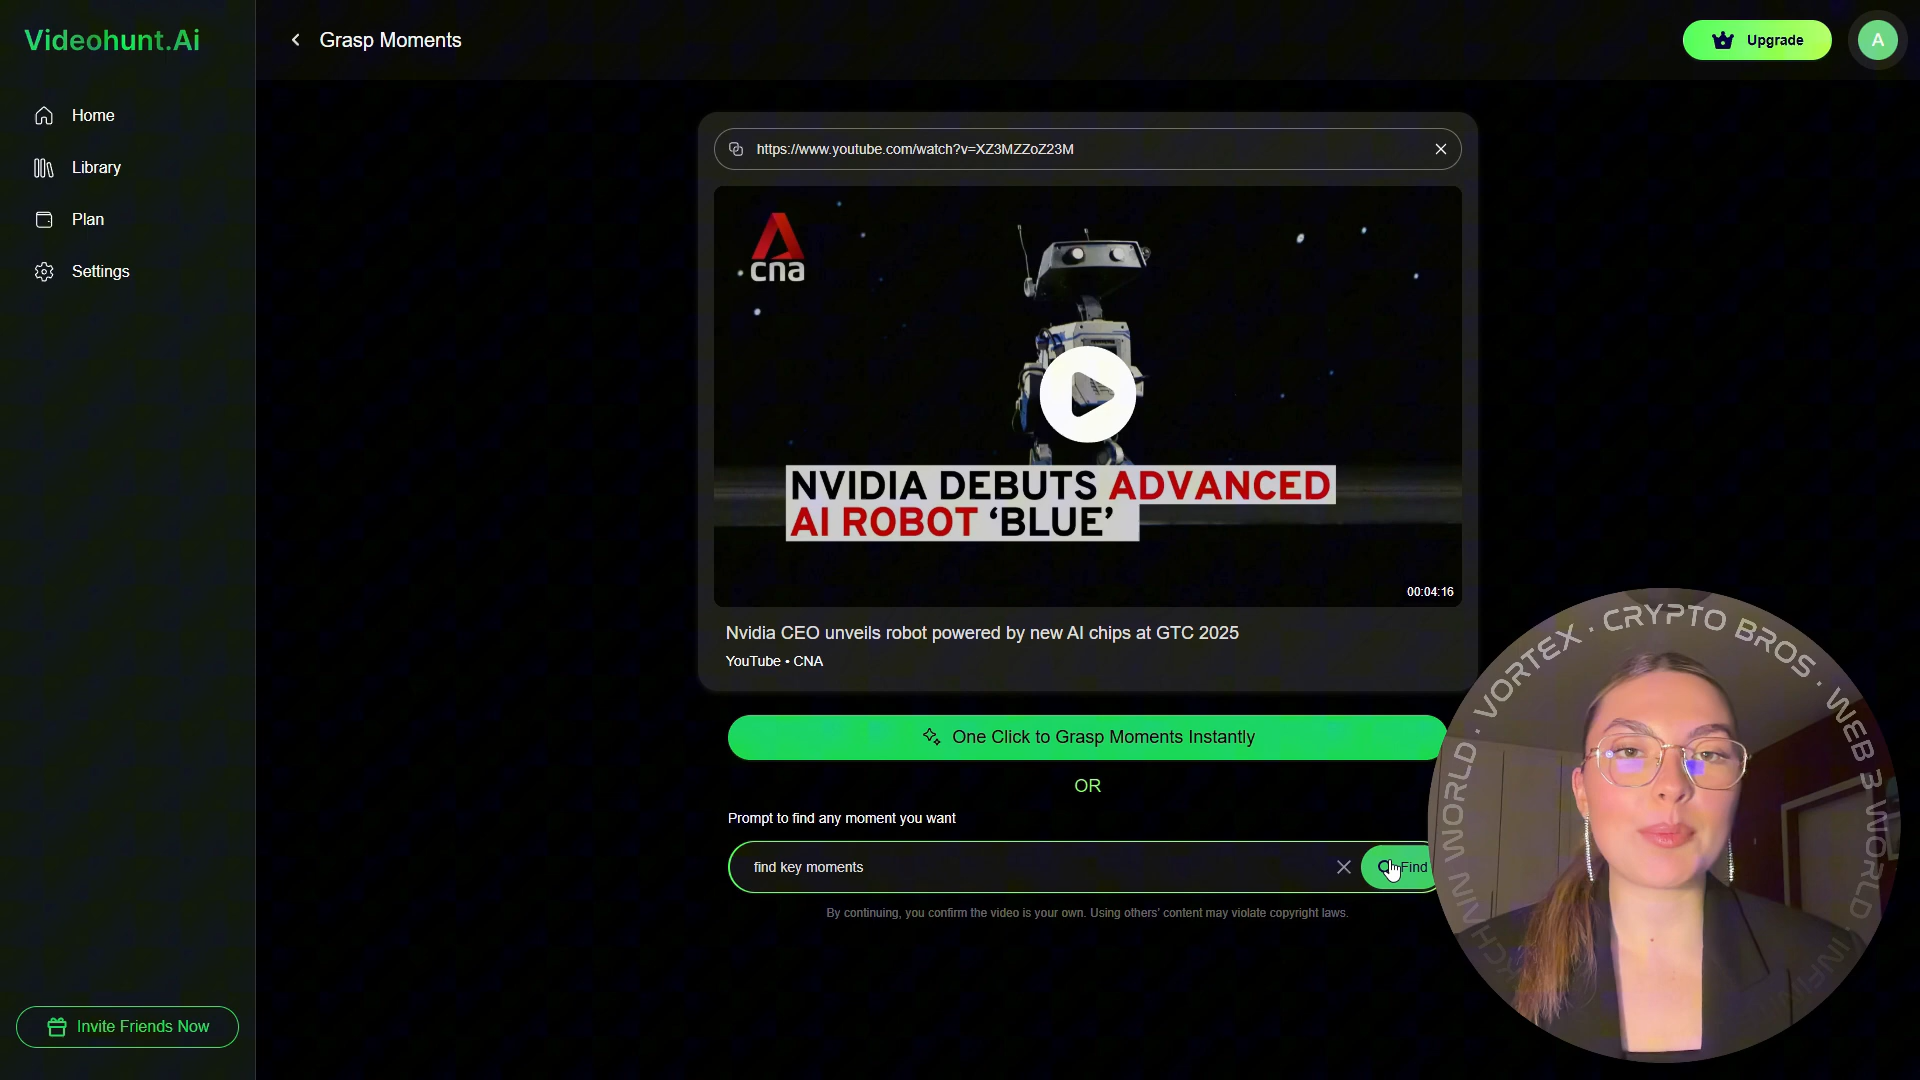 Videohunt.Ai
Home
Library
Plan
Settings
Invite Friends Now
Grasp Moments
Upgrade
A
https://www.youtube.com/watch?v=XZ3MZZoZ23M
cna
NVIDIA DEBUTS ADVANCED
AI ROBOT ‘BLUE’
00:04:16
Nvidia CEO unveils robot powered by new AI chips at GTC 2025
YouTube • CNA
One Click to Grasp Moments Instantly
OR
Prompt to find any moment you want
find key moments
Find
By continuing, you confirm the video is your own. Using others' content may violate copyright laws.
WORLD · VORTEX · CRYPTO BROS · WEB 3 WORLD ·